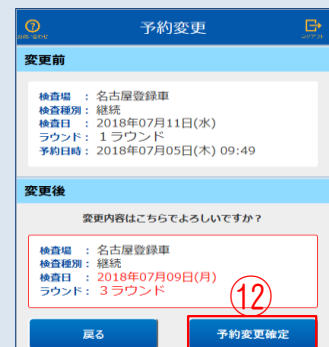 ?
予約変更
お問い合わせ
ログアウト
変更前
検査場 : 名古屋登録車
検査種別 : 継続
検査日 : 2018年07月11日(水)
ラウンド : 1ラウンド
予約日時 : 2018年07月05日(木) 09:49
変更後
変更内容はこちらでよろしいですか?
検査場 : 名古屋登録車
検査種別 : 継続
検査日 : 2018年07月09日(月)
ラウンド : 3ラウンド
⑫
戻る
予約変更確定